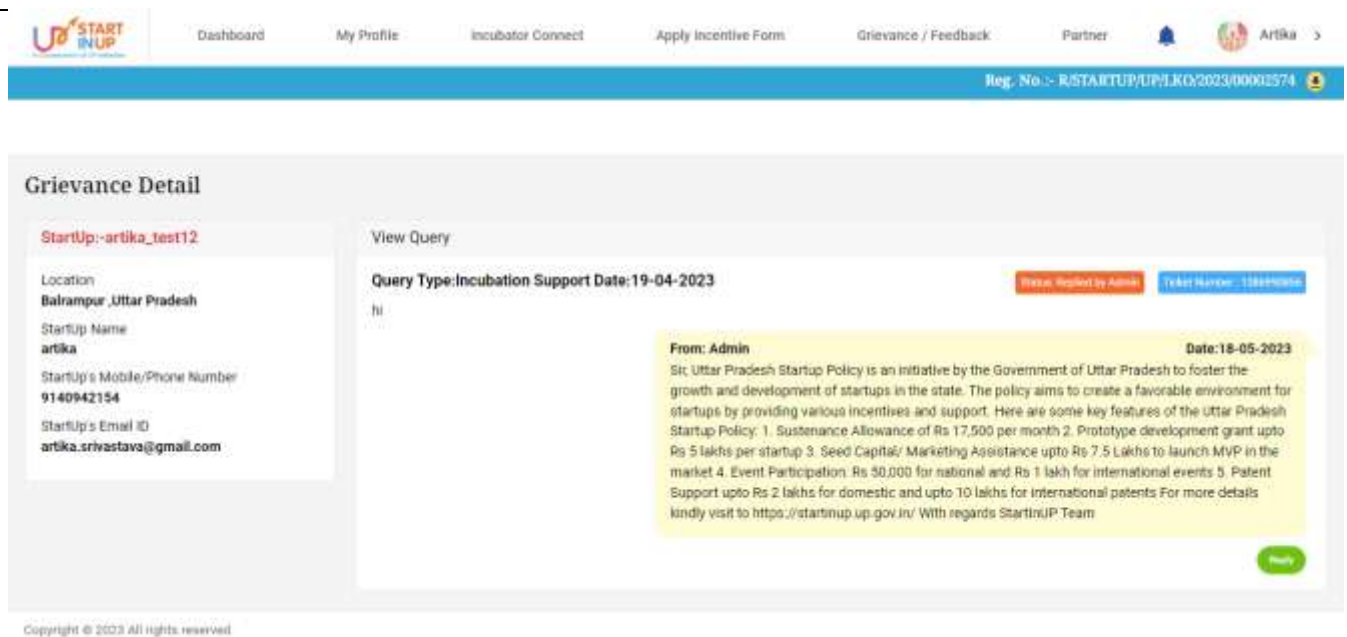 UP START
INUP
Dashboard
My Profile
Incubator Connect
Apply Incentive Form
Grievance / Feedback
Partner
Artika >
Reg. No.:- R/STARTUP/UP/LKO/2023/00002574
Grievance Detail
StartUp:-artika_test12
Location
Balrampur ,Uttar Pradesh
StartUp Name
artika
StartUp's Mobile/Phone Number
9140942154
StartUp's Email ID
artika.srivastava@gmail.com
View Query
Query Type:Incubation Support Date:19-04-2023
Status: Replied by Admin
Ticket Number :
hi
From: Admin
Date:18-05-2023
Sir, Uttar Pradesh Startup Policy is an initiative by the Government of Uttar Pradesh to foster the
growth and development of startups in the state. The policy aims to create a favorable environment for
startups by providing various incentives and support. Here are some key features of the Uttar Pradesh
Startup Policy: 1. Sustenance Allowance of Rs 17,500 per month 2. Prototype development grant upto
Rs 5 lakhs per startup 3. Seed Capital/ Marketing Assistance upto Rs 7.5 Lakhs to launch MVP in the
market 4. Event Participation: Rs 50,000 for national and Rs 1 lakh for international events 5. Patent
Support upto Rs 2 lakhs for domestic and upto 10 lakhs for international patents For more details
kindly visit to https://startinup.up.gov.in/ With regards StartinUP Team
Reply
Copyright © 2023 All rights reserved